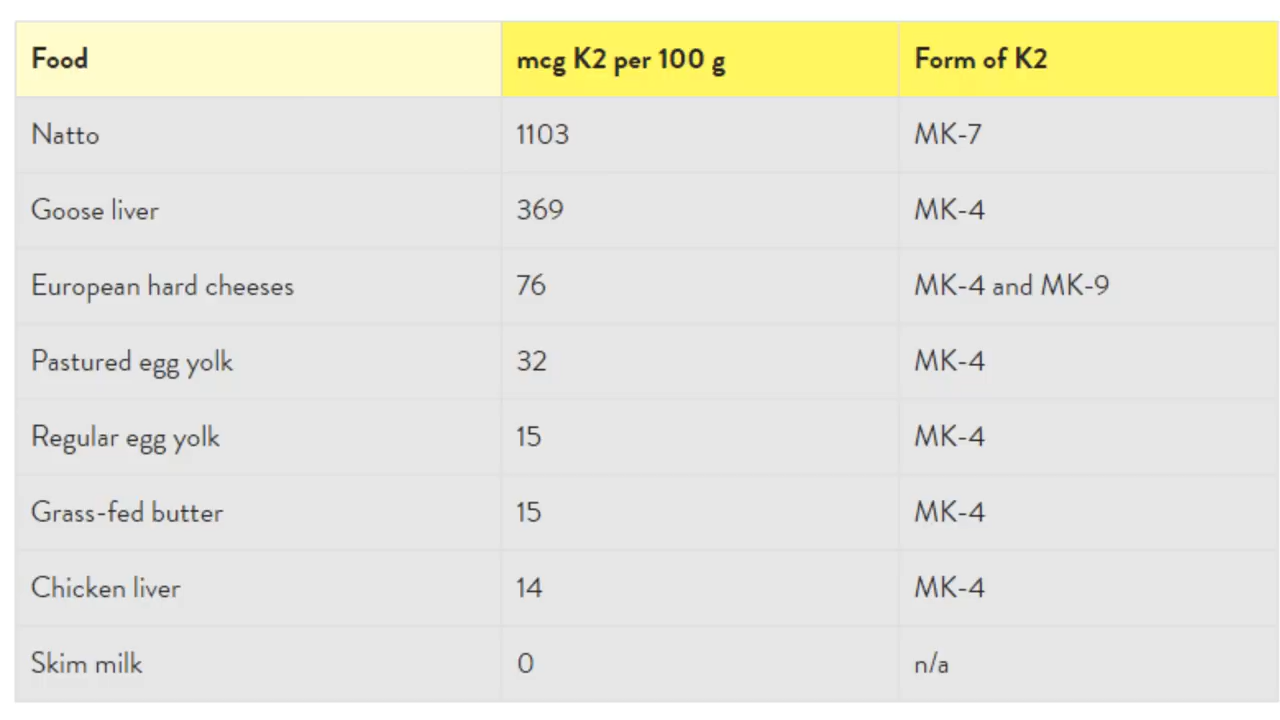 Food mcg K2 per 100 g Form of K2
Natto 1103 MK-7
Goose liver 369 MK-4
European hard cheeses 76 MK-4 and MK-9
Pastured egg yolk 32 MK-4
Regular egg yolk 15 MK-4
Grass-fed butter 15 MK-4
Chicken liver 14 MK-4
Skim milk 0 n/a